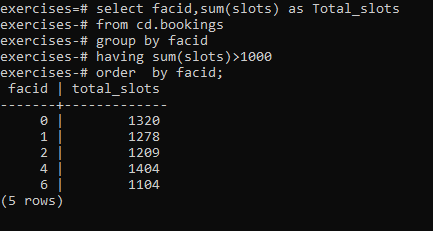 exercises=# select facid,sum(slots) as Total_slots
exercises-# from cd.bookings
exercises-# group by facid
exercises-# having sum(slots)>1000
exercises-# order  by facid;
 facid | total_slots
-------+-------------
     0 |        1320
     1 |        1278
     2 |        1209
     4 |        1404
     6 |        1104
(5 rows)